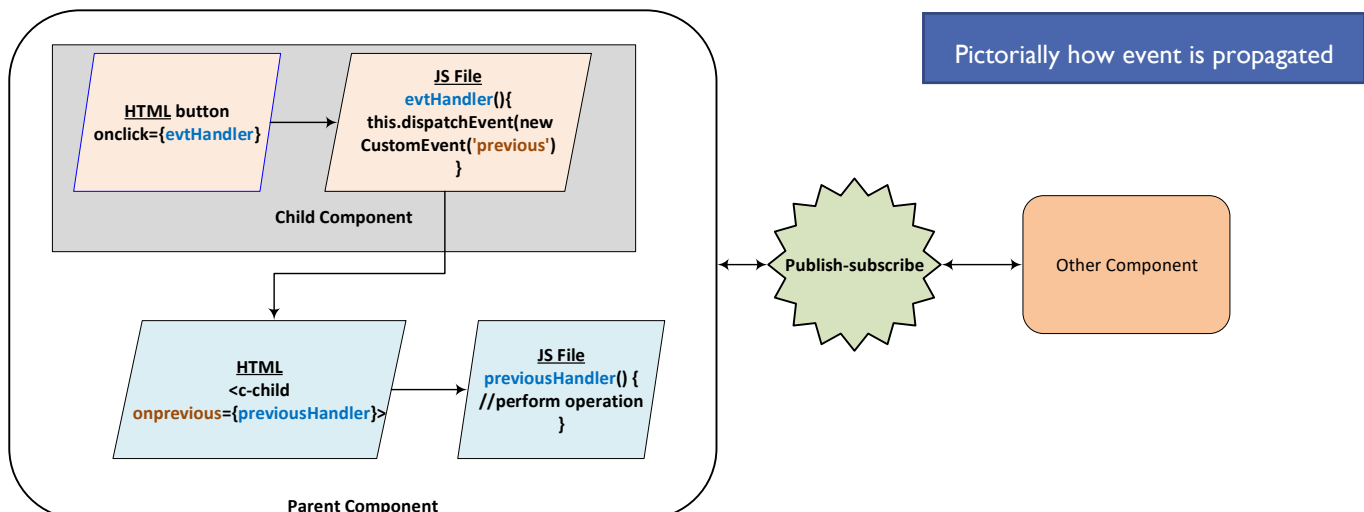 Pictorially how event is propagated
HTML button
onclick={evtHandler}
JS File
evtHandler(){
this.dispatchEvent(new
CustomEvent('previous')
}
Child Component
HTML
<c-child
onprevious={previousHandler}>
JS File
previousHandler() {
//perform operation
}
Parent Component
Publish-subscribe
Other Component